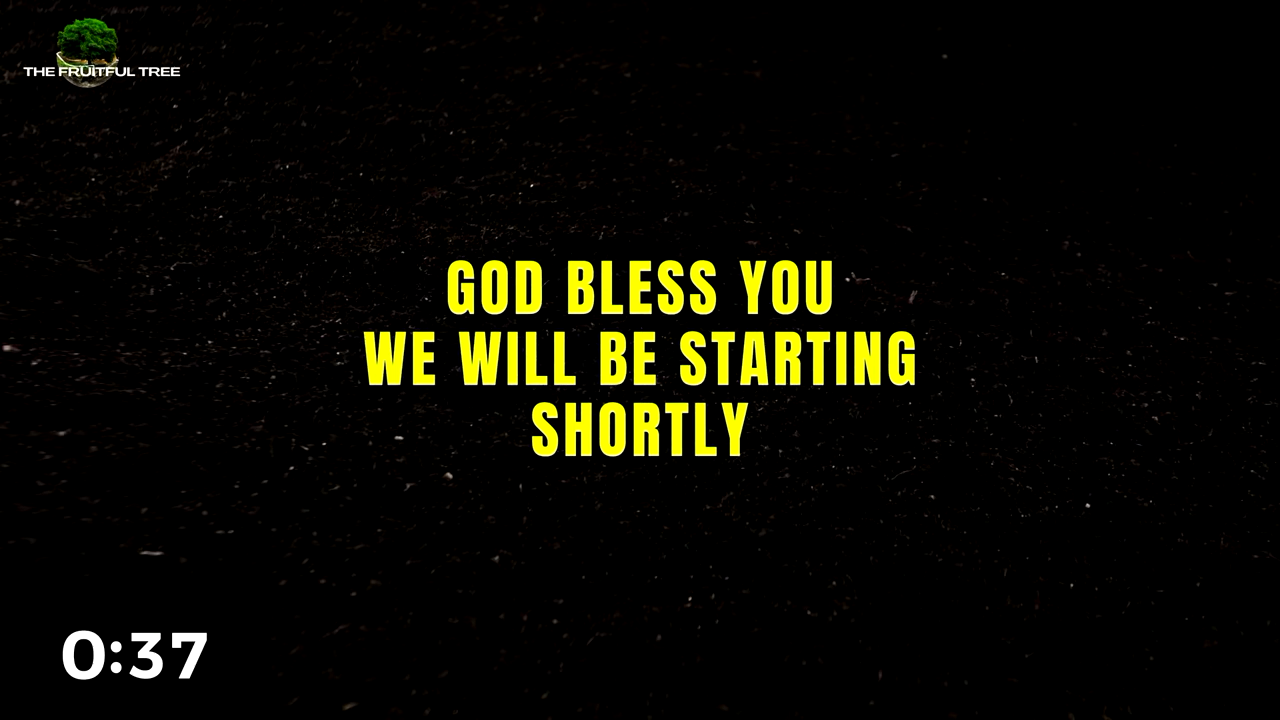 THE FRUITFUL TREE
GOD BLESS YOU
WE WILL BE STARTING
SHORTLY
0:37